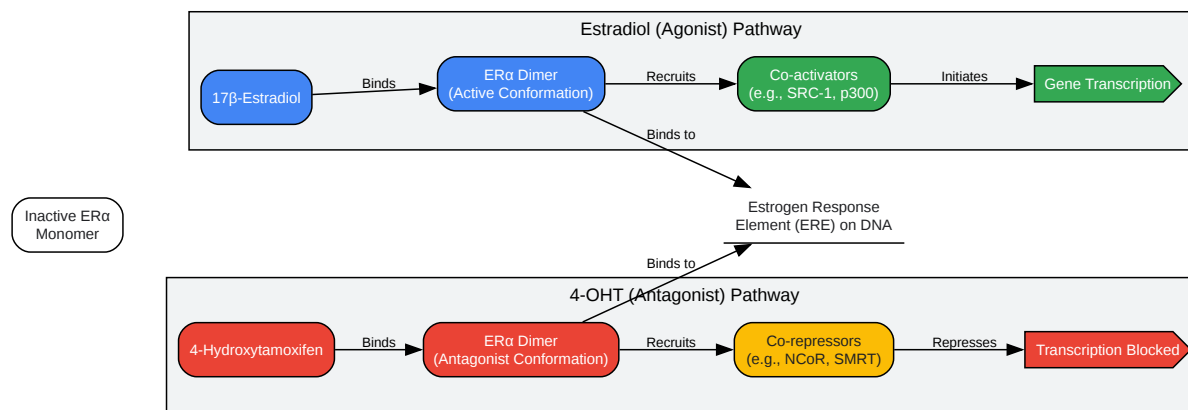 Estradiol (Agonist) Pathway
17β-Estradiol
Binds
ERα Dimer
(Active Conformation)
Recruits
Co-activators
(e.g., SRC-1, p300)
Initiates
Gene Transcription
Binds to
Inactive ERα
Monomer
Estrogen Response
Element (ERE) on DNA
Binds to
4-OHT (Antagonist) Pathway
4-Hydroxytamoxifen
Binds
ERα Dimer
(Antagonist Conformation)
Recruits
Co-repressors
(e.g., NCoR, SMRT)
Represses
Transcription Blocked